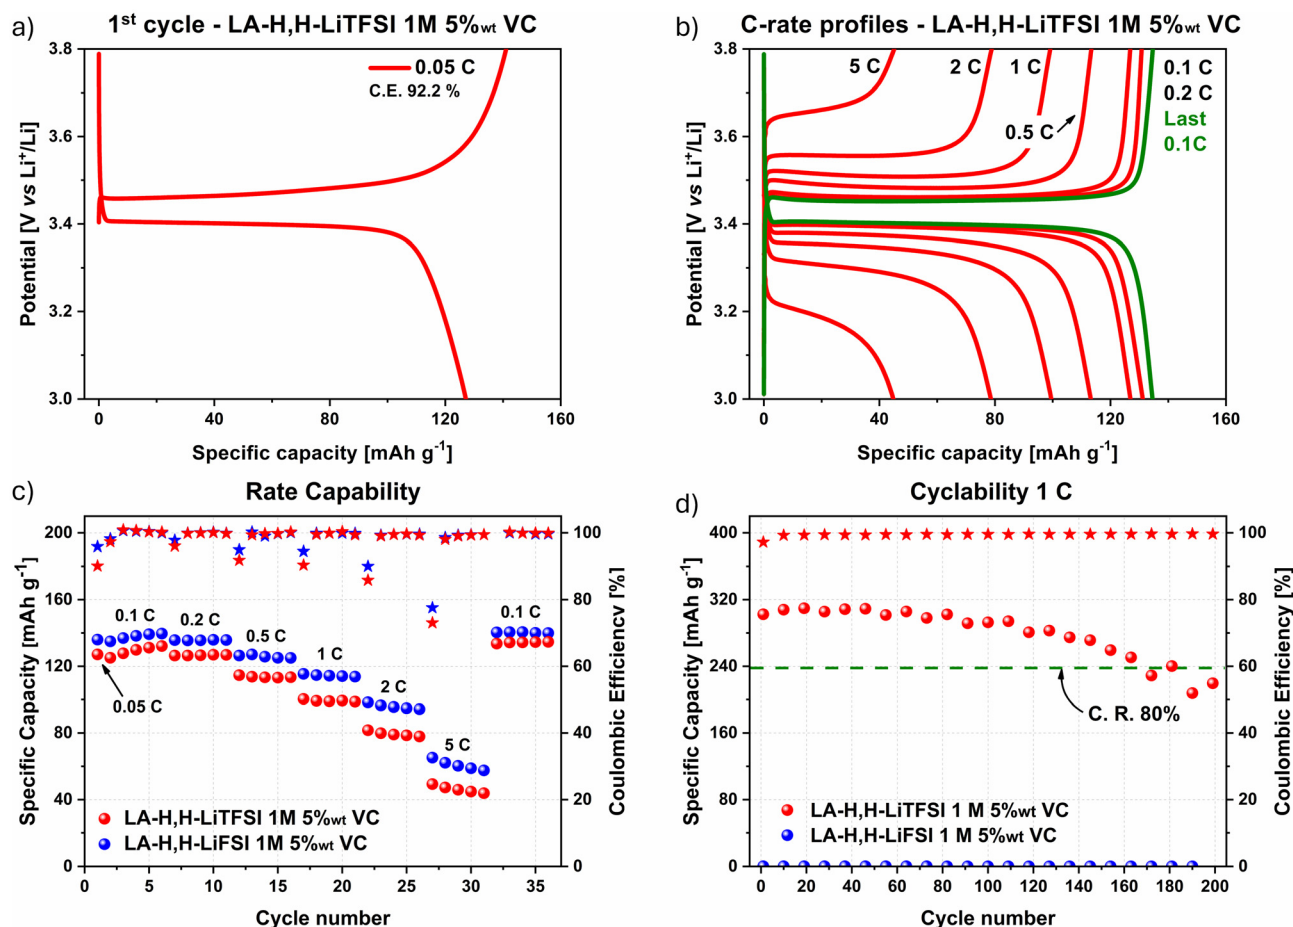 a)
1st cycle - LA-H,H-LiTFSI 1M 5%wt VC
3.8
3.6
3.4
3.2
3.0
Potential [V vs Li+/Li]
0.05 C
C.E. 92.2 %
0 40 80 120 160
Specific capacity [mAh g-1]
b)
C-rate profiles - LA-H,H-LiTFSI 1M 5%wt VC
3.8
3.6
3.4
3.2
3.0
Potential [V vs Li+/Li]
5 C 2 C 1 C 0.1 C
0.2 C
0.5 C Last
0.1C
0 40 80 120 160
Specific capacity [mAh g-1]
c)
Rate Capability
200
160
120
80
40
0
Specific Capacity [mAh g-1]
0.1 C
0.2 C
0.5 C
1 C
2 C
5 C
0.1 C
0.05 C
LA-H,H-LiTFSI 1M 5%wt VC
LA-H,H-LiFSI 1M 5%wt VC
100
80
60
40
20
0
Coulombic Efficiency [%]
0 5 10 15 20 25 30 35
Cycle number
d)
Cyclability 1 C
400
320
240
160
80
0
Specific Capacity [mAh g-1]
C. R. 80%
LA-H,H-LiTFSI 1 M 5%wt VC
LA-H,H-LiFSI 1 M 5%wt VC
100
80
60
40
20
0
Coulombic Efficiency [%]
0 20 40 60 80 100 120 140 160 180 200
Cycle number